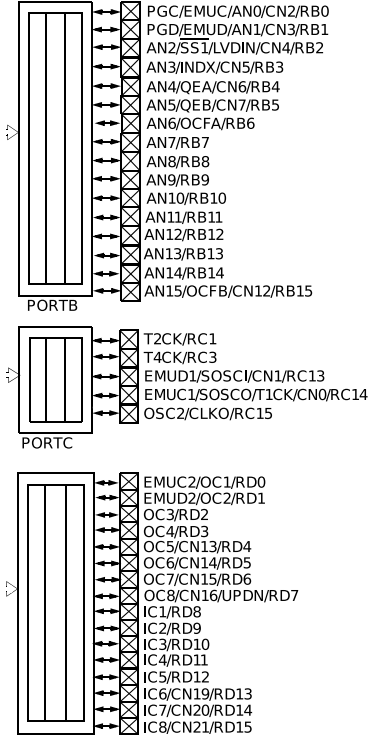 PGC/EMUC/AN0/CN2/RB0
PGD/EMUD/AN1/CN3/RB1
AN2/SS1/LVDIN/CN4/RB2
AN3/INDX/CN5/RB3
AN4/QEA/CN6/RB4
AN5/QEB/CN7/RB5
AN6/OCFA/RB6
AN7/RB7
AN8/RB8
AN9/RB9
AN10/RB10
AN11/RB11
AN12/RB12
AN13/RB13
AN14/RB14
AN15/OCFB/CN12/RB15
PORTB
T2CK/RC1
T4CK/RC3
EMUD1/SOSCI/CN1/RC13
EMUC1/SOSCO/T1CK/CN0/RC14
OSC2/CLKO/RC15
PORTC
EMUC2/OC1/RD0
EMUD2/OC2/RD1
OC3/RD2
OC4/RD3
OC5/CN13/RD4
OC6/CN14/RD5
OC7/CN15/RD6
OC8/CN16/UPDN/RD7
IC1/RD8
IC2/RD9
IC3/RD10
IC4/RD11
IC5/RD12
IC6/CN19/RD13
IC7/CN20/RD14
IC8/CN21/RD15